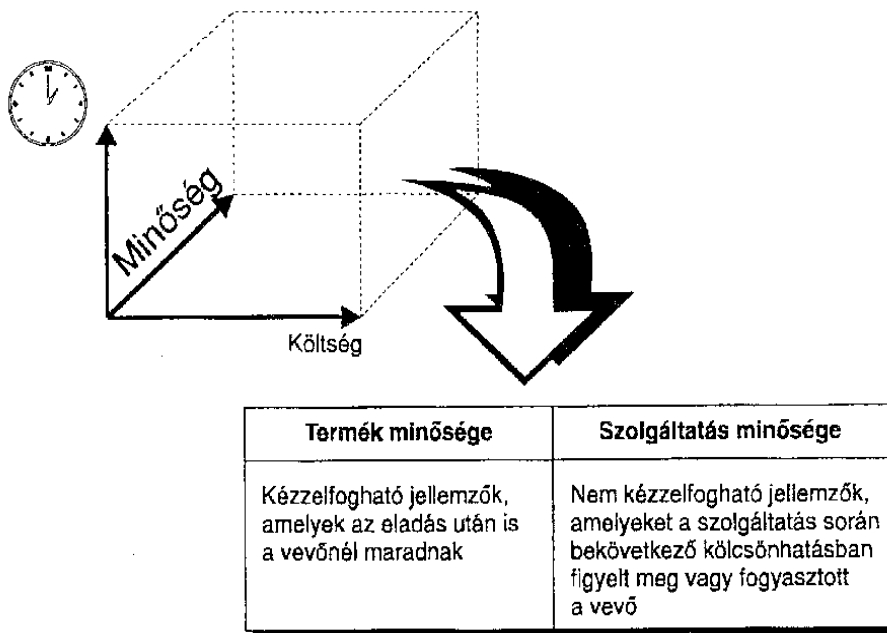 Minőség
Költség
Termék minősége
Szolgáltatás minősége
Kézzelfogható jellemzők,
amelyek az eladás után is
a vevőnél maradnak
Nem kézzelfogható jellemzők,
amelyeket a szolgáltatás során
bekövetkező kölcsönhatásban
figyelt meg vagy fogyasztott
a vevő